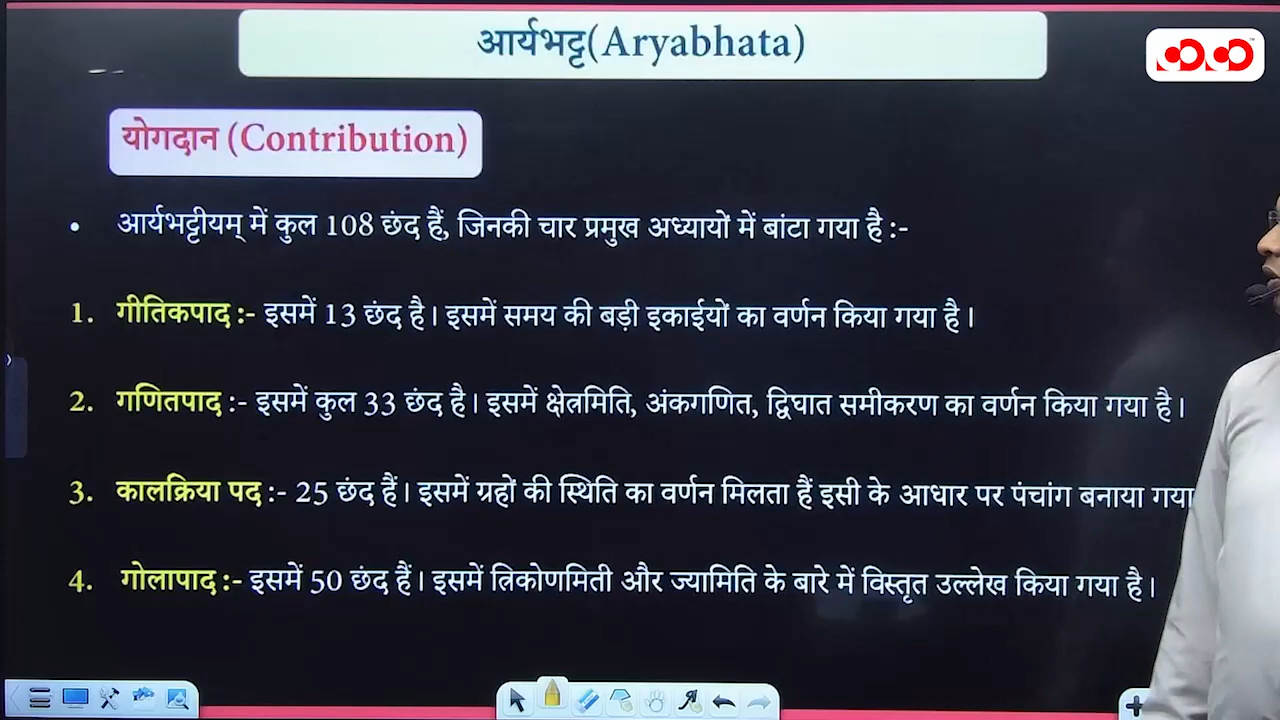 आर्यभट्ट(Aryabhata)
योगदान (Contribution)
• आर्यभट्टीयम् में कुल 108 छंद हैं, जिनकी चार प्रमुख अध्यायों में बांटा गया है :-
1. गीतिकपाद :- इसमें 13 छंद है। इसमें समय की बड़ी इकाईयों का वर्णन किया गया है।
2. गणितपाद :- इसमें कुल 33 छंद है। इसमें क्षेत्रमिति, अंकगणित, द्विघात समीकरण का वर्णन किया गया है।
3. कालक्रिया पद :- 25 छंद हैं। इसमें ग्रहों की स्थिति का वर्णन मिलता हैं इसी के आधार पर पंचांग बनाया गया
4. गोलापाद :- इसमें 50 छंद हैं। इसमें त्रिकोणमिती और ज्यामिति के बारे में विस्तृत उल्लेख किया गया है।